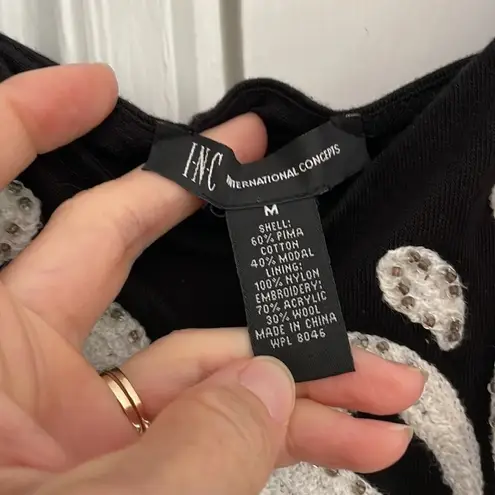 I·N·C INTERNATIONAL CONCEPTS
M
SHELL:
60% PIMA
COTTON
40% MODAL
LINING:
100% NYLON
EMBROIDERY:
70% ACRYLIC
30% WOOL
MADE IN CHINA
WPL 8046